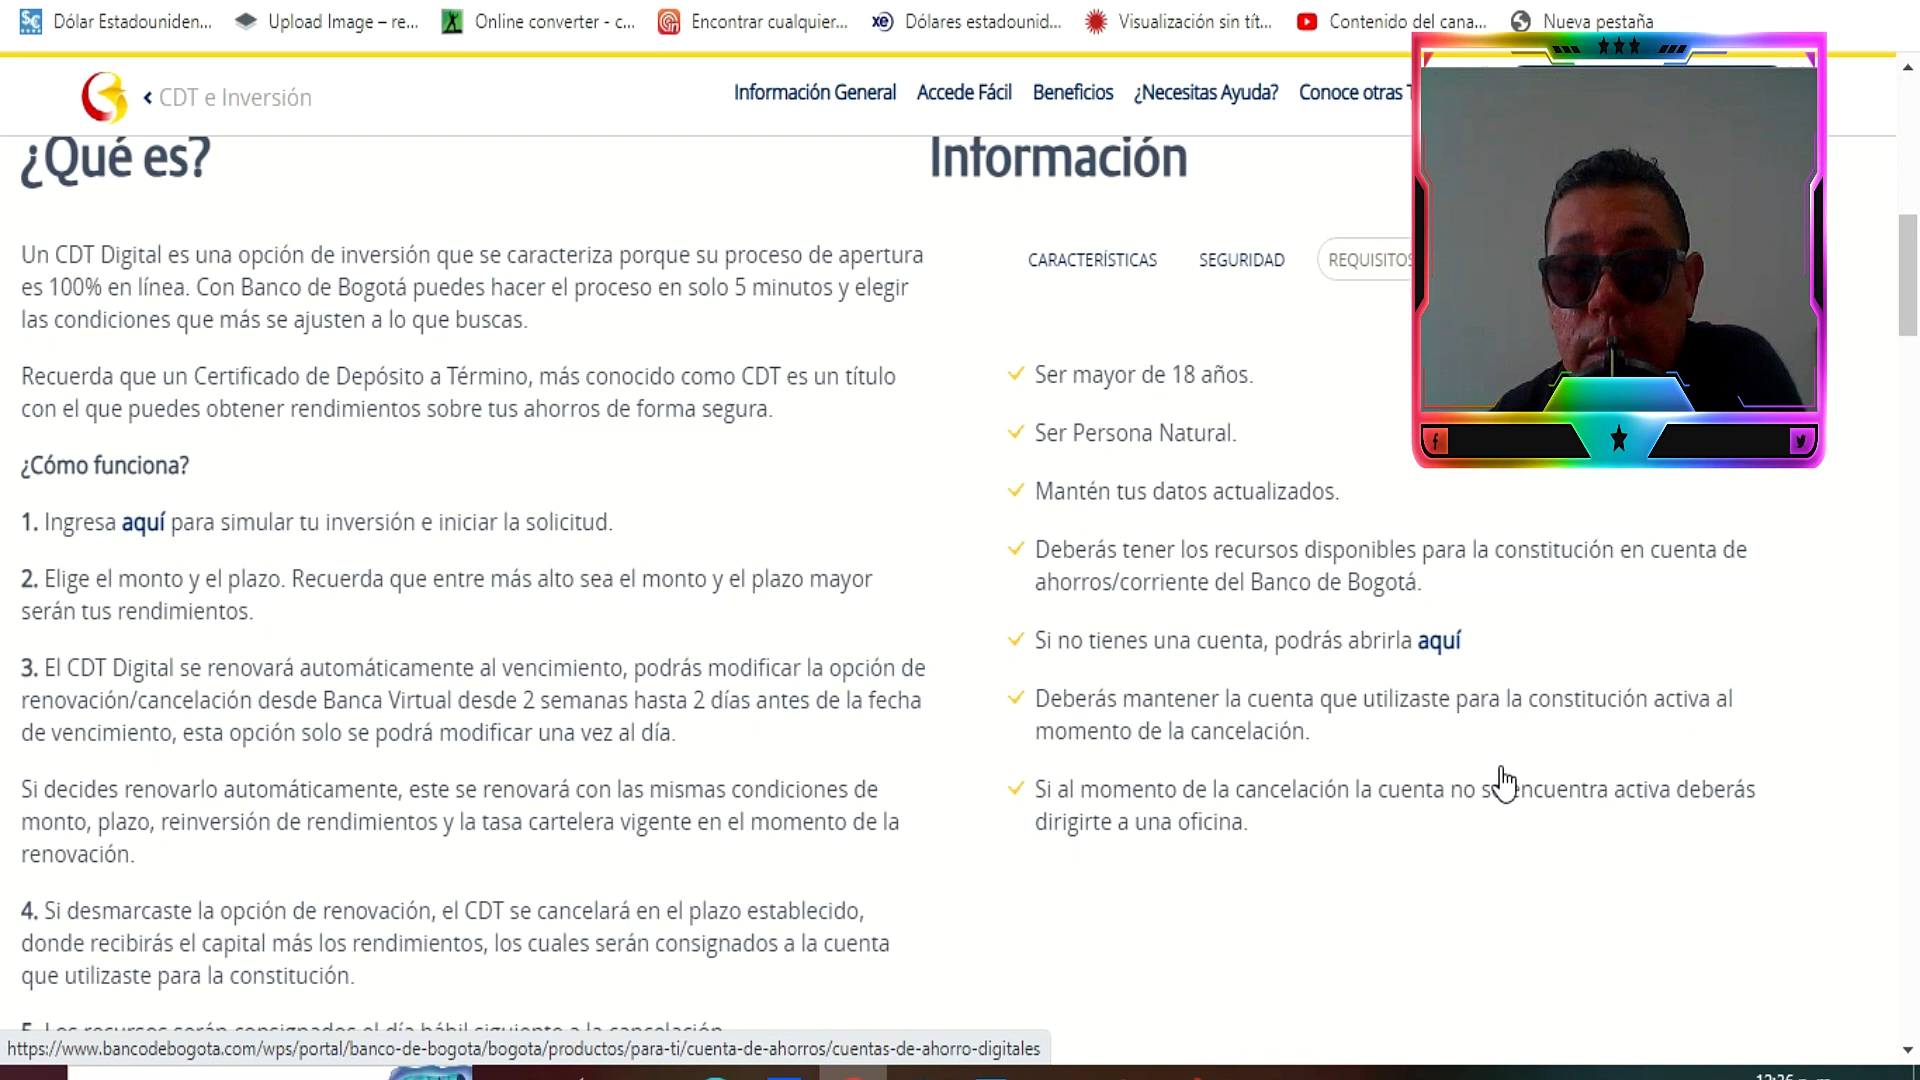 Dólar Estadouniden... Upload Image – re... Online converter - c... Encontrar cualquier... Dólares estadounid... Visualización sin tít... Contenido del cana... Nueva pestaña
CDT e Inversión
Información General Accede Fácil Beneficios ¿Necesitas Ayuda? Conoce otras
¿Qué es?
Un CDT Digital es una opción de inversión que se caracteriza porque su proceso de apertura
es 100% en línea. Con Banco de Bogotá puedes hacer el proceso en solo 5 minutos y elegir
las condiciones que más se ajusten a lo que buscas.
Recuerda que un Certificado de Depósito a Término, más conocido como CDT es un título
con el que puedes obtener rendimientos sobre tus ahorros de forma segura.
¿Cómo funciona?
1. Ingresa aquí para simular tu inversión e iniciar la solicitud.
2. Elige el monto y el plazo. Recuerda que entre más alto sea el monto y el plazo mayor
serán tus rendimientos.
3. El CDT Digital se renovará automáticamente al vencimiento, podrás modificar la opción de
renovación/cancelación desde Banca Virtual desde 2 semanas hasta 2 días antes de la fecha
de vencimiento, esta opción solo se podrá modificar una vez al día.
Si decides renovarlo automáticamente, este se renovará con las mismas condiciones de
monto, plazo, reinversión de rendimientos y la tasa cartelera vigente en el momento de la
renovación.
4. Si desmarcaste la opción de renovación, el CDT se cancelará en el plazo establecido,
donde recibirás el capital más los rendimientos, los cuales serán consignados a la cuenta
que utilizaste para la constitución.
5. Los recursos serán consignados el día hábil siguiente a la cancelación.
Información
CARACTERÍSTICAS SEGURIDAD REQUISITOS
Ser mayor de 18 años.
Ser Persona Natural.
Mantén tus datos actualizados.
Deberás tener los recursos disponibles para la constitución en cuenta de
ahorros/corriente del Banco de Bogotá.
Si no tienes una cuenta, podrás abrirla aquí
Deberás mantener la cuenta que utilizaste para la constitución activa al
momento de la cancelación.
Si al momento de la cancelación la cuenta no se encuentra activa deberás
dirigirte a una oficina.
https://www.bancodebogota.com/wps/portal/banco-de-bogota/bogota/productos/para-ti/cuenta-de-ahorros/cuentas-de-ahorro-digitales